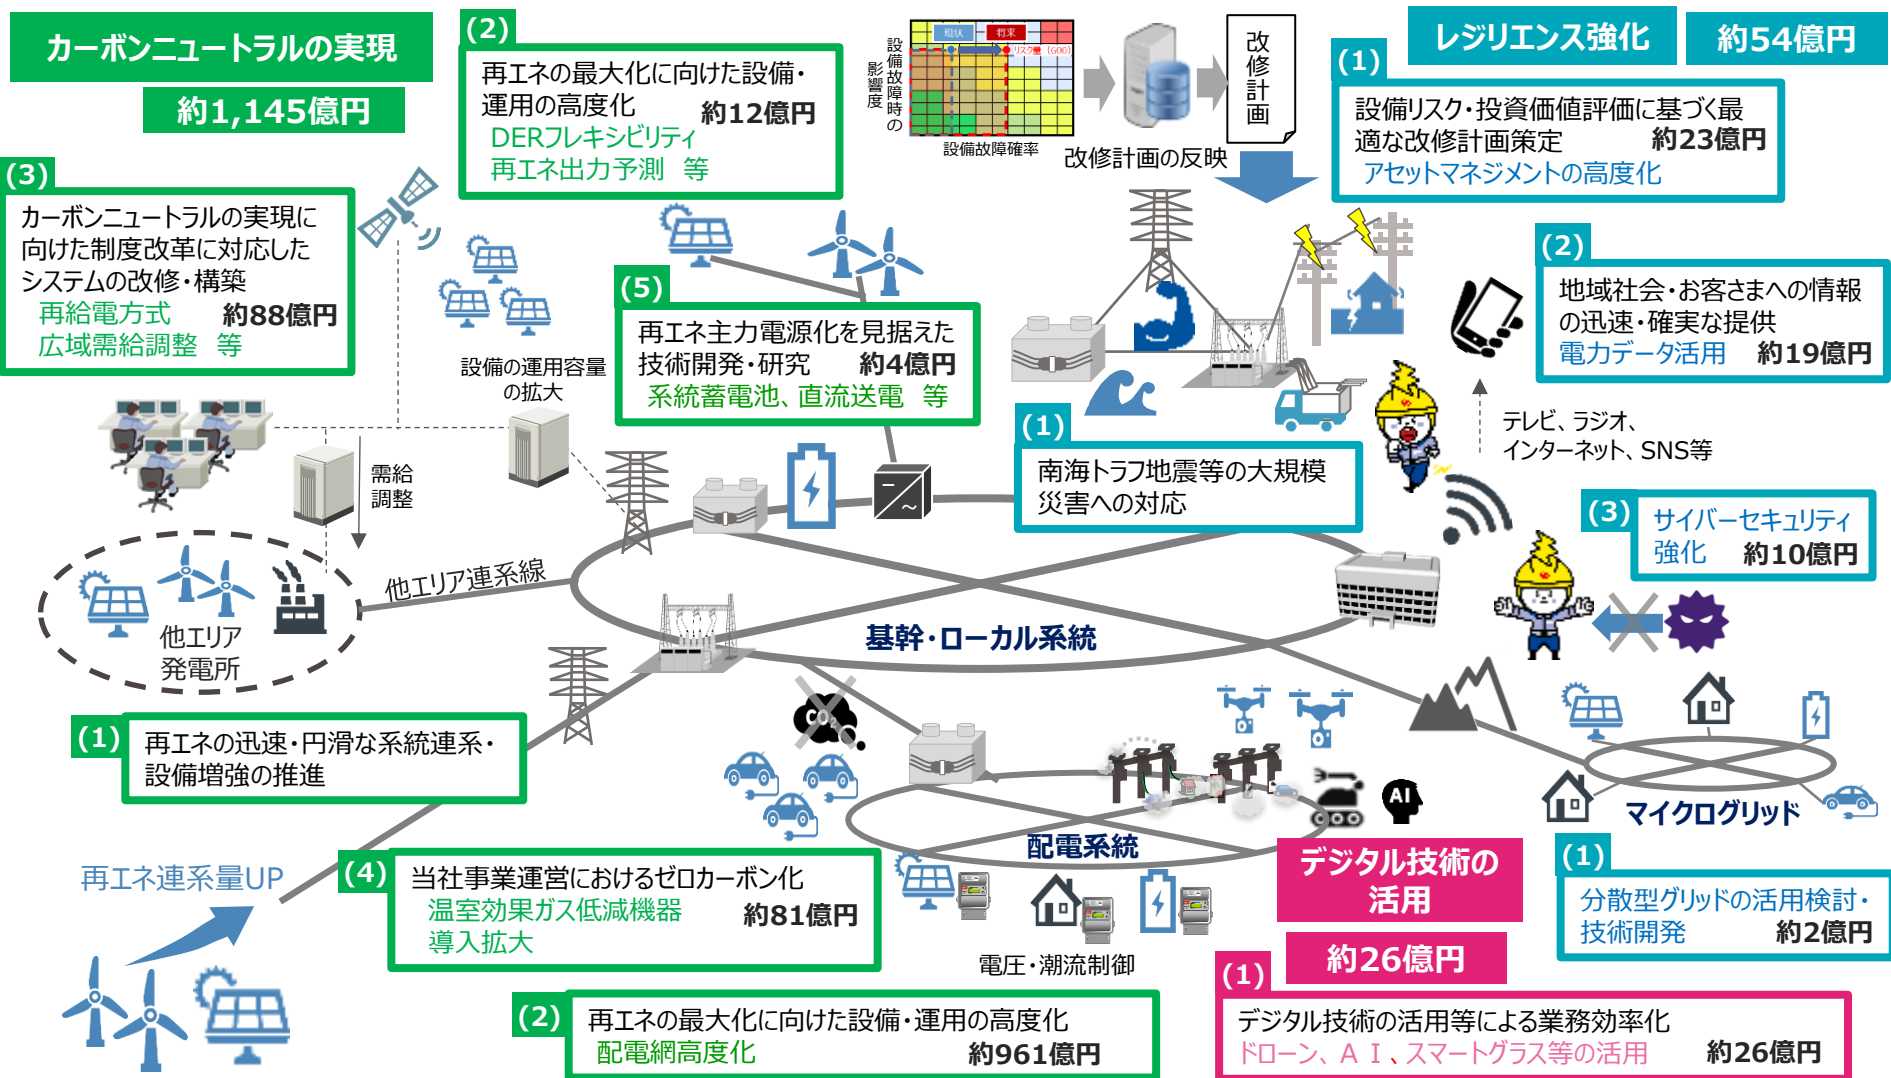 カーボンニュートラルの実現
約1,145億円
(2)
再エネの最大化に向けた設備・
運用の高度化
約12億円
DERフレキシビリティ
再エネ出力予測 等
設備故障時の
影響度
現状
将来
リスク量（600）
設備故障確率
改修計画
改修計画の反映
レジリエンス強化
約54億円
(1)
設備リスク・投資価値評価に基づく最
適な改修計画策定
約23億円
アセットマネジメントの高度化
(3)
カーボンニュートラルの実現に
向けた制度改革に対応した
システムの改修・構築
再給電方式
約88億円
広域需給調整 等
(2)
地域社会・お客さまへの情報
の迅速・確実な提供
電力データ活用 約19億円
(5)
再エネ主力電源化を見据えた
技術開発・研究
約4億円
系統蓄電池、直流送電 等
設備の運用容量
の拡大
テレビ、ラジオ、
インターネット、SNS等
(1)
南海トラフ地震等の大規模
災害への対応
需給
調整
(3)
サイバーセキュリティ
強化 約10億円
他エリア連系線
他エリア
発電所
基幹・ローカル系統
(1)
再エネの迅速・円滑な系統連系・
設備増強の推進
CO2
AI
マイクログリッド
配電系統
再エネ連系量UP
(4)
当社事業運営におけるゼロカーボン化
温室効果ガス低減機器
導入拡大
約81億円
デジタル技術の
活用
約26億円
(1)
分散型グリッドの活用検討・
技術開発
約2億円
電圧・潮流制御
(2)
再エネの最大化に向けた設備・運用の高度化
配電網高度化
約961億円
(1)
デジタル技術の活用等による業務効率化
ドローン、ＡＩ、スマートグラス等の活用
約26億円